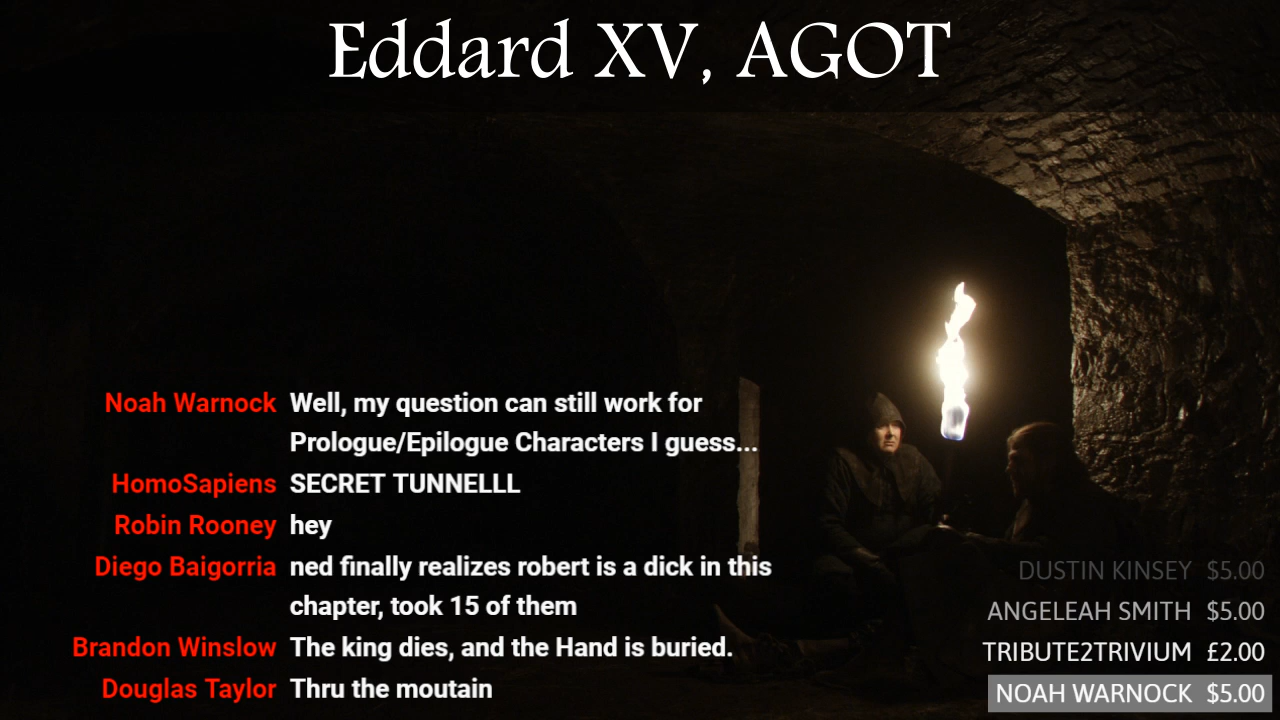 Eddard XV, AGOT
Noah Warnock Well, my question can still work for
Prologue/Epilogue Characters I guess...
HomoSapiens SECRET TUNNELLL
Robin Rooney hey
Diego Baigorria ned finally realizes robert is a dick in this
chapter, took 15 of them
Brandon Winslow The king dies, and the Hand is buried.
Douglas Taylor Thru the moutain
DUSTIN KINSEY $5.00
ANGELEAH SMITH $5.00
TRIBUTE2TRIVIUM £2.00
NOAH WARNOCK $5.00